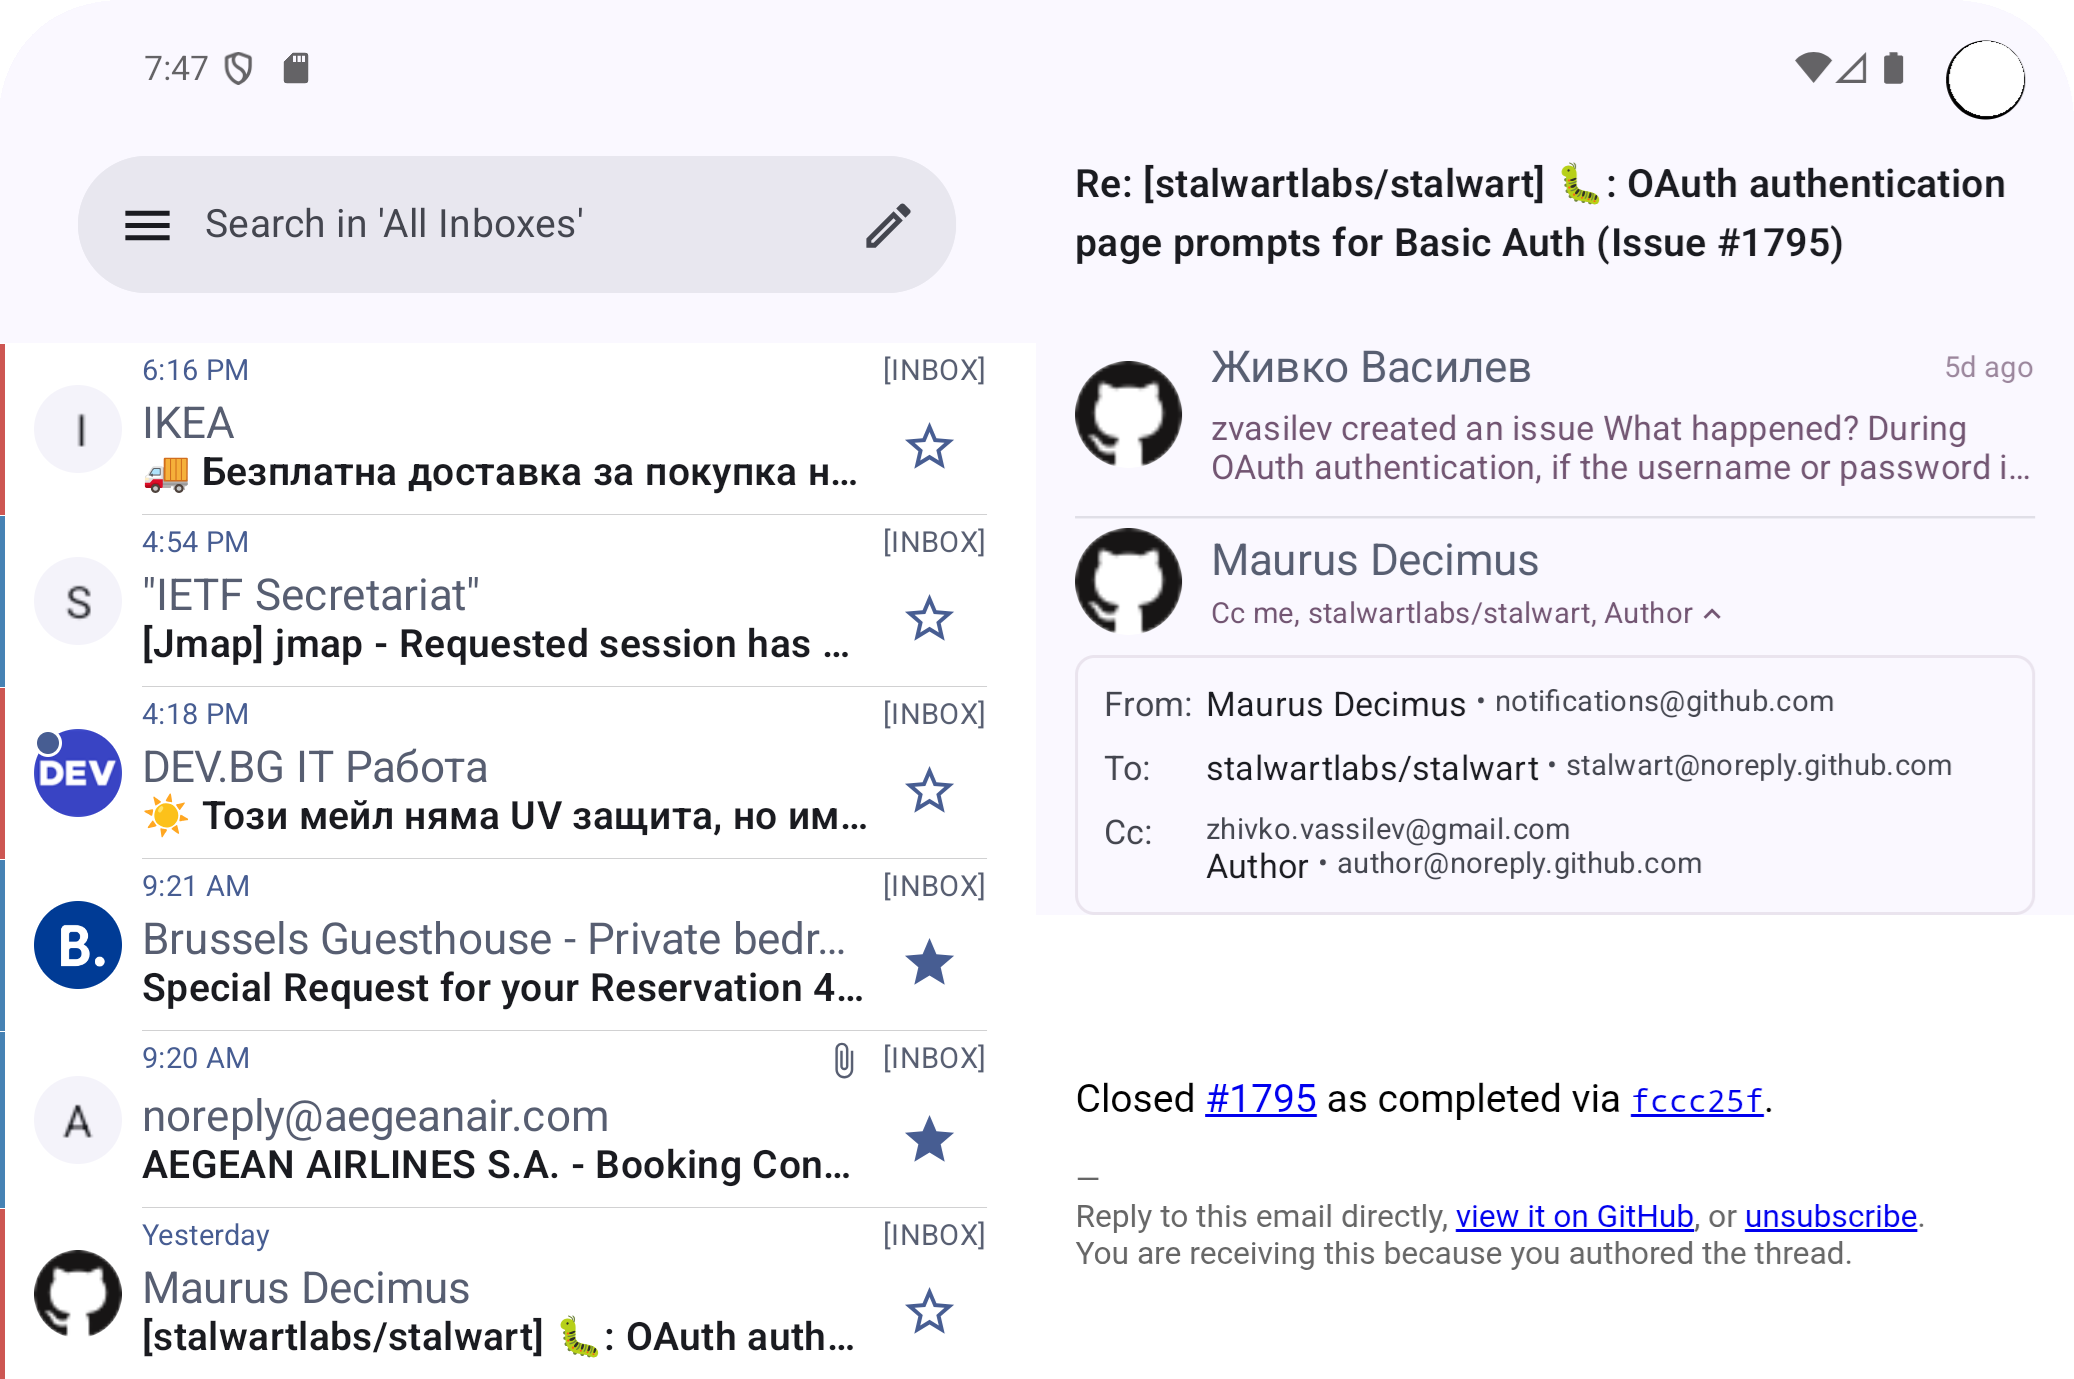 7:47
Search in 'All Inboxes'
6:16 PM [INBOX]
I
IKEA
🚚 Безплатна доставка за покупка н…
4:54 PM [INBOX]
S
"IETF Secretariat"
[Jmap] jmap - Requested session has …
4:18 PM [INBOX]
DEV
DEV.BG IT Работа
☀️ Този мейл няма UV защита, но им…
9:21 AM [INBOX]
B.
Brussels Guesthouse - Private bedr…
Special Request for your Reservation 4…
9:20 AM [INBOX]
A
noreply@aegeanair.com
AEGEAN AIRLINES S.A. - Booking Con…
Yesterday [INBOX]
Maurus Decimus
[stalwartlabs/stalwart] 🐛: OAuth auth…
Re: [stalwartlabs/stalwart] 🐛: OAuth authentication
page prompts for Basic Auth (Issue #1795)
Живко Василев 5d ago
zvasilev created an issue What happened? During
OAuth authentication, if the username or password i…
Maurus Decimus
Cc me, stalwartlabs/stalwart, Author
From: Maurus Decimus • notifications@github.com
To: stalwartlabs/stalwart • stalwart@noreply.github.com
Cc: zhivko.vassilev@gmail.com
Author • author@noreply.github.com
Closed #1795 as completed via fccc25f.
—
Reply to this email directly, view it on GitHub, or unsubscribe.
You are receiving this because you authored the thread.